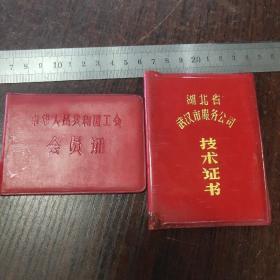 中华人民共和国工会
会员证
湖北省
武汉市服务公司
技术证书